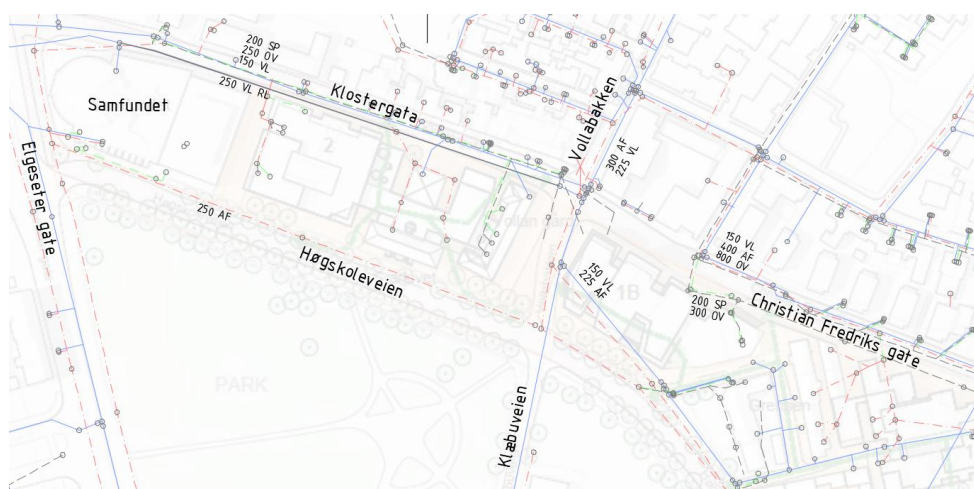 200 SP
250 OV
150 VL
250 VL RL
Klostergata
Samfundet
Vollabakken
300 AF
225 VL
2
Elgeseter gate
250 AF
Høgskoleveien
150 VL
225 AF
1B
150 VL
400 AF
800 OV
200 SP
300 OV
Christian Fredriks gate
PARK
Klæbuveien